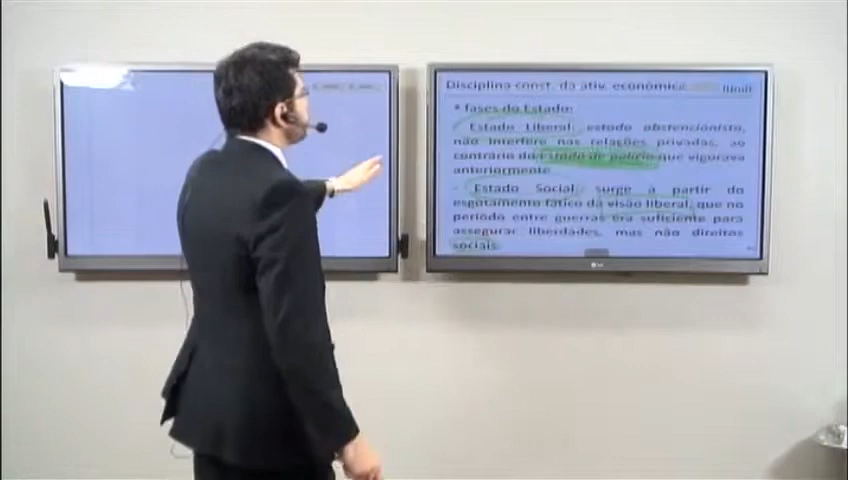 Disciplina const. da ativ. econômica
* fases do Estado:
Estado Liberal: estado abstencionista,
não interfere nas relações privadas, ao
contrário do Estado de polícia que vigorava
anteriormente.
- Estado Social: surge a partir do
esgotamento fático da visão liberal, que no
período entre guerras era suficiente para
assegurar liberdades, mas não direitos
sociais.
LG